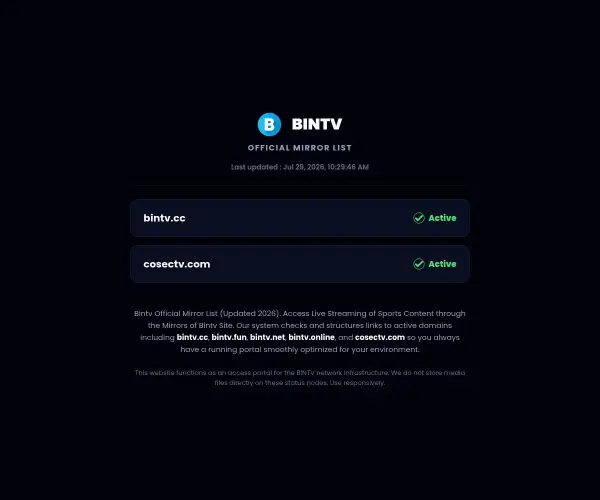 B BINTV
OFFICIAL MIRROR LIST
Last updated : Jul 29, 2026, 10:29:46 AM
bintv.cc Active
cosectv.com Active
Bintv Official Mirror List (Updated 2026). Access Live Streaming of Sports Content through
the Mirrors of Bintv Site. Our system checks and structures links to active domains
including bintv.cc, bintv.fun, bintv.net, bintv.online, and cosectv.com so you always
have a running portal smoothly optimized for your environment.
This website functions as an access portal for the BINTV network infrastructure. We do not store media
files directly on these status nodes. Use responsively.